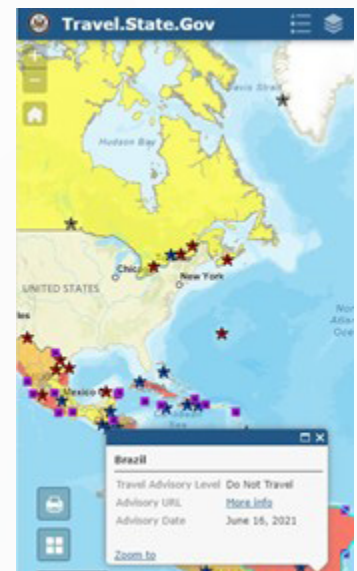 Travel.State.Gov
Davis Strait
Hudson Bay
Chic
New York
UNITED STATES
Mexico
Brazil
Travel Advisory Level Do Not Travel
Advisory URL More info
Advisory Date June 16, 2021
Zoom to